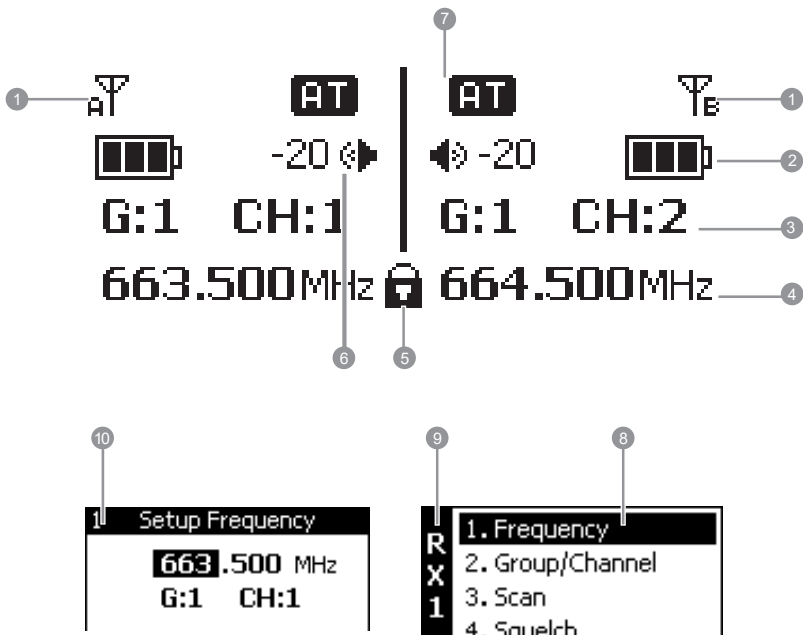 7
1 A AT AT B 1
-20 -20 2
G:1 CH:1 G:1 CH:2 3
663.500MHz 664.500MHz 4
6 5
10 9 8
1 Setup Frequency
663.500 MHz
G:1 CH:1
RX1
1. Frequency
2. Group/Channel
3. Scan
4. Squelch